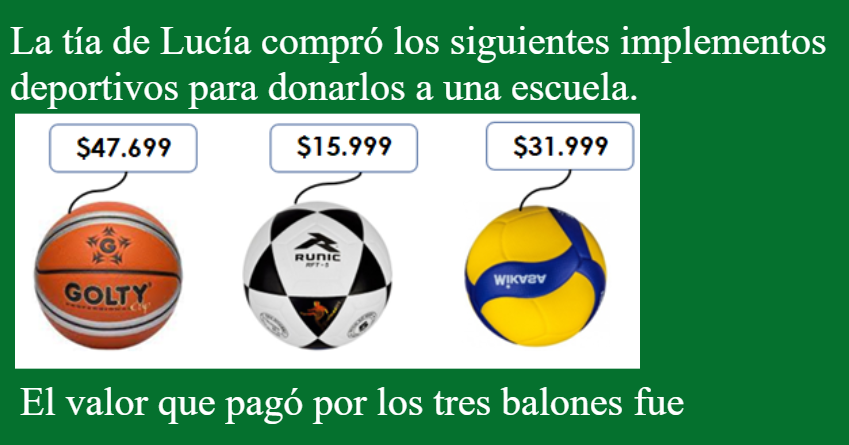 La tía de Lucía compró los siguientes implementos
deportivos para donarlos a una escuela.
$47.699 $15.999 $31.999
G
GOLTY
RUNIC
MIKASA
El valor que pagó por los tres balones fue